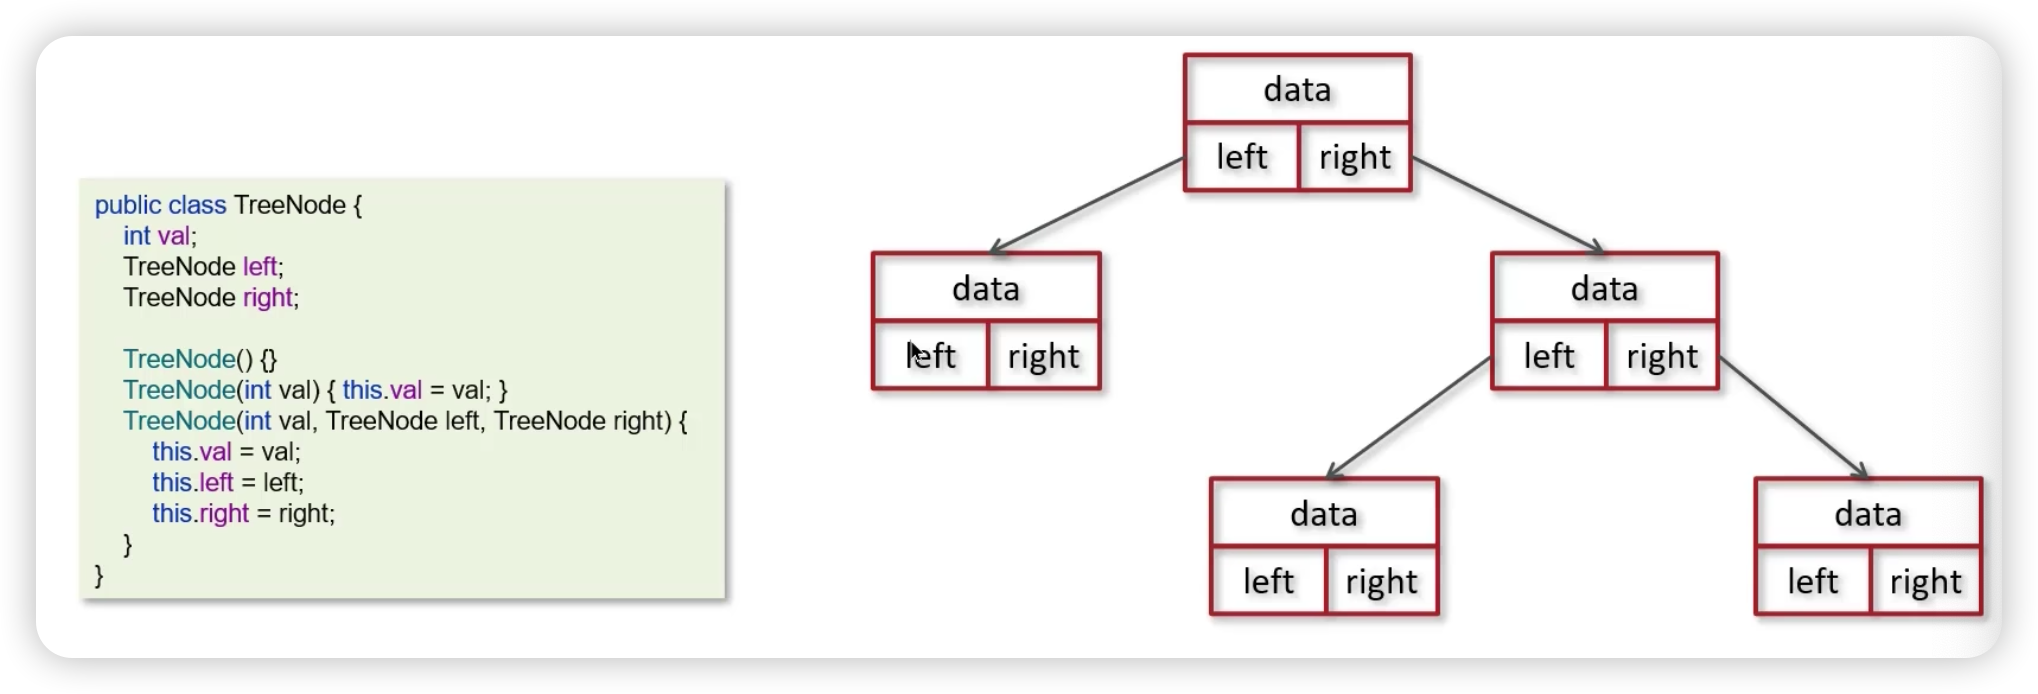 public class TreeNode {
int val;
TreeNode left;
TreeNode right;
TreeNode() {}
TreeNode(int val) { this.val = val; }
TreeNode(int val, TreeNode left, TreeNode right) {
this.val = val;
this.left = left;
this.right = right;
}
}
data
left right
data
left right
data
left right
data
left right
data
left right